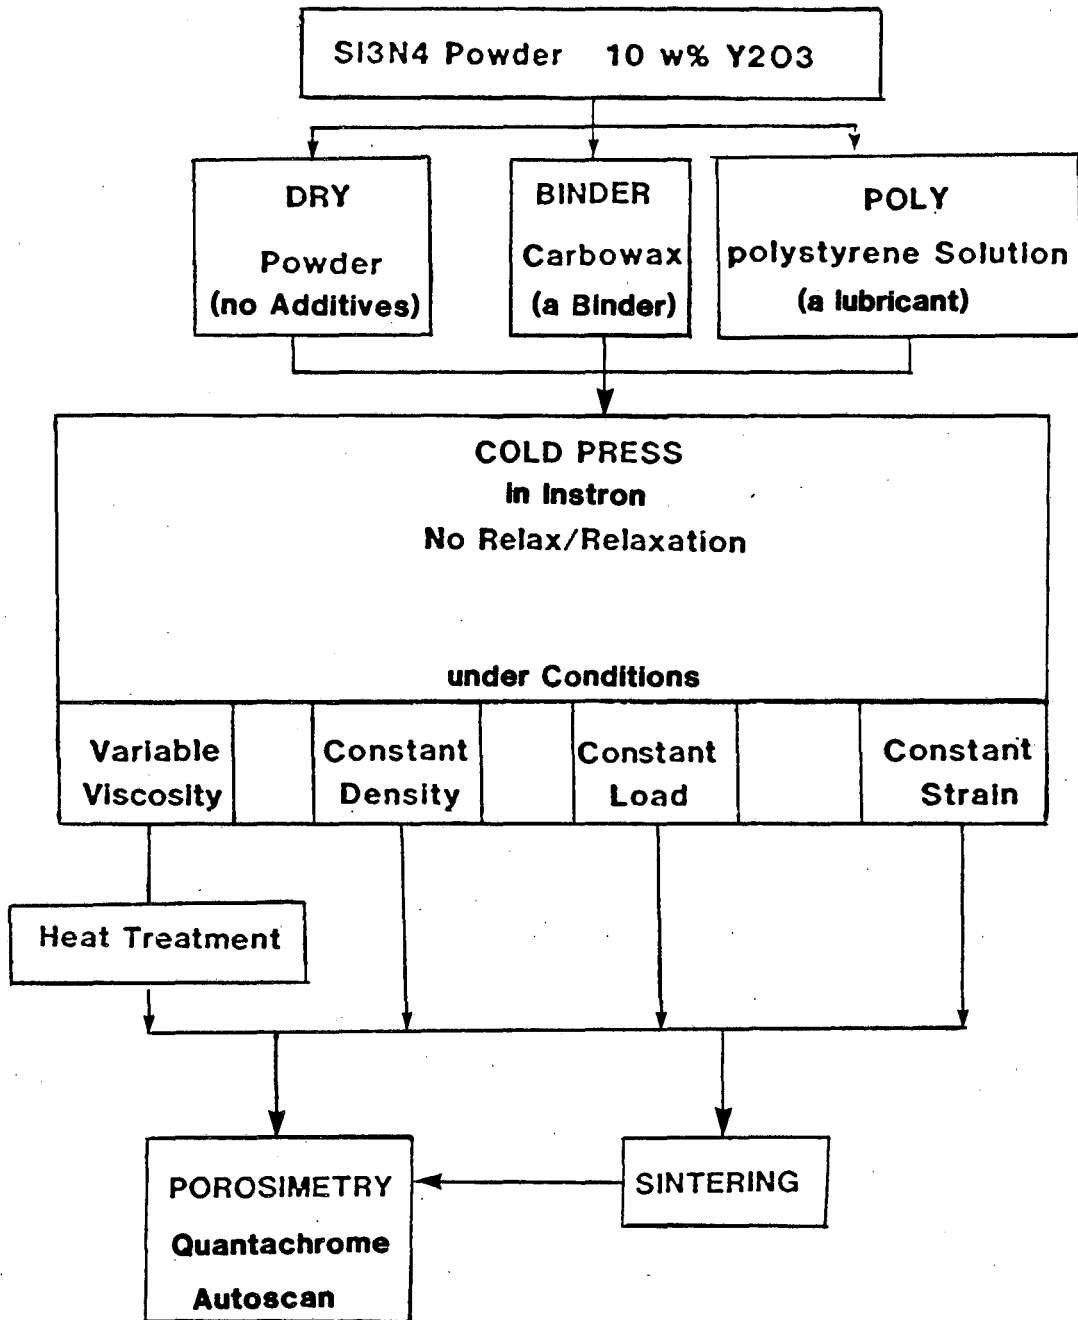 SI3N4 Powder 10 w% Y2O3
DRY
Powder
(no Additives)
BINDER
Carbowax
(a Binder)
POLY
polystyrene Solution
(a lubricant)
COLD PRESS
in Instron
No Relax/Relaxation
under Conditions
Variable
Viscosity
Constant
Density
Constant
Load
Constant
Strain
Heat Treatment
POROSIMETRY
Quantachrome
Autoscan
SINTERING